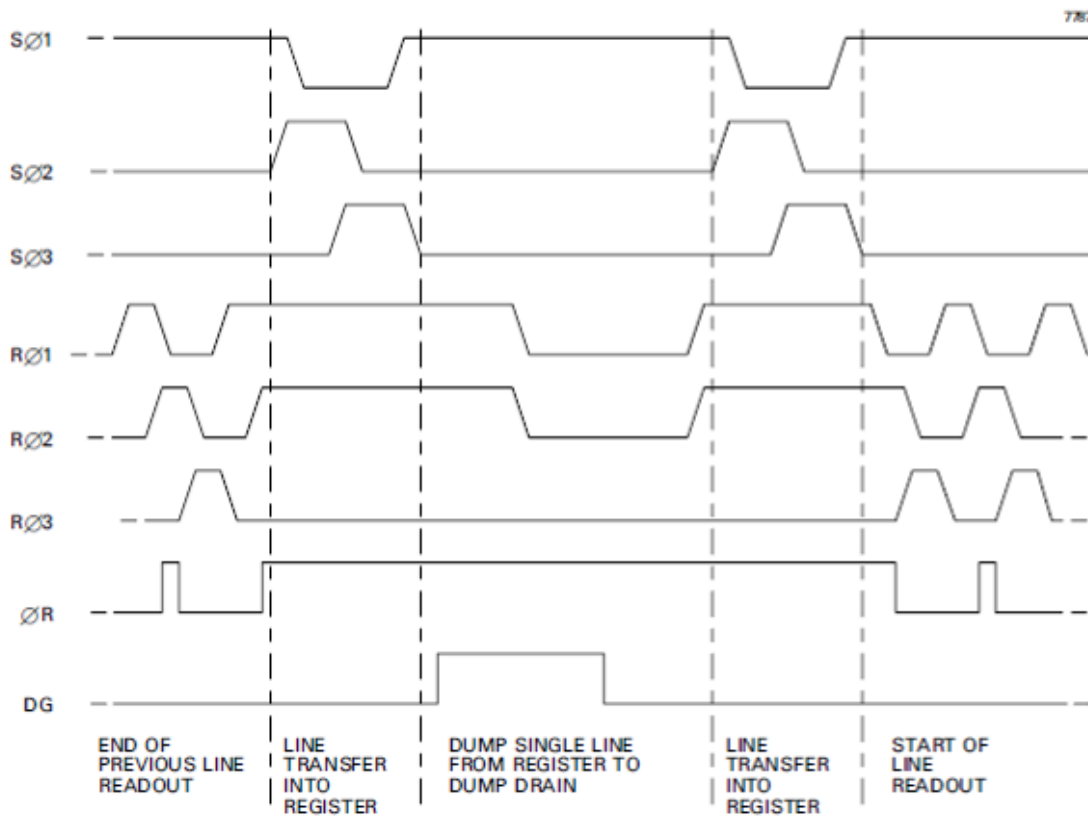 SØ1
SØ2
SØ3
RØ1
RØ2
RØ3
ØR
DG
END OF
PREVIOUS LINE
READOUT
LINE
TRANSFER
INTO
REGISTER
DUMP SINGLE LINE
FROM REGISTER TO
DUMP DRAIN
LINE
TRANSFER
INTO
REGISTER
START OF
LINE
READOUT